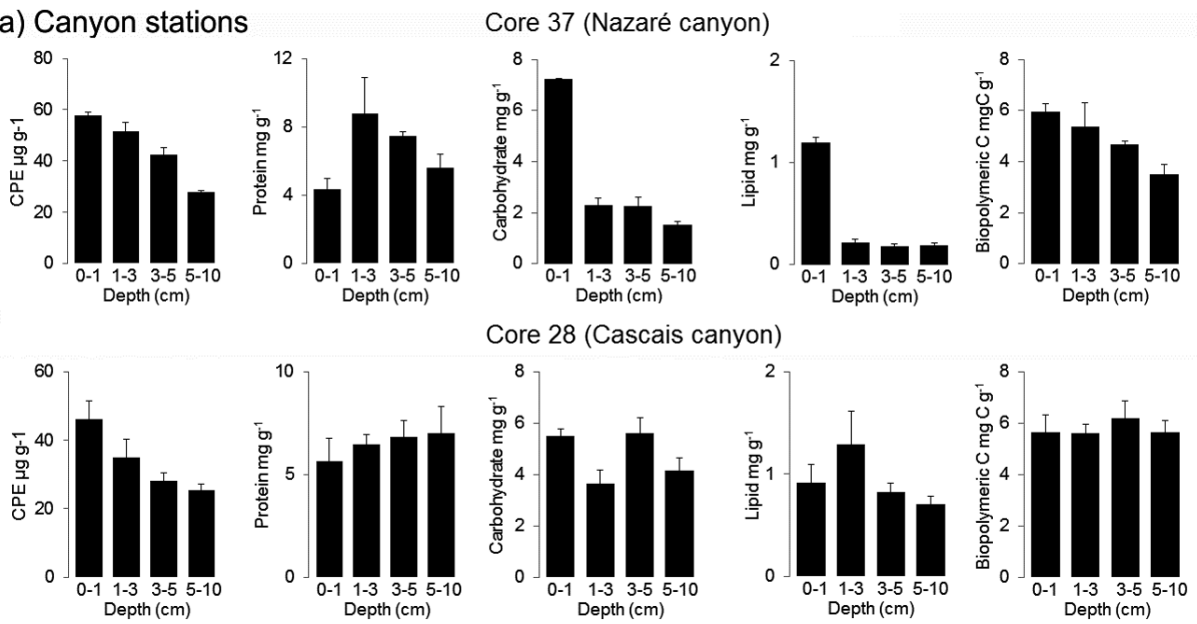 a) Canyon stations
Core 37 (Nazaré canyon)
CPE µg g-1
80
60
40
20
0
0-1 1-3 3-5 5-10
Depth (cm)
Protein mg g-1
12
8
4
0
0-1 1-3 3-5 5-10
Depth (cm)
Carbohydrate mg g-1
8
6
4
2
0
0-1 1-3 3-5 5-10
Depth (cm)
Lipid mg g-1
2
1
0
0-1 1-3 3-5 5-10
Depth (cm)
Biopolymeric C mgC g-1
8
6
4
2
0
0-1 1-3 3-5 5-10
Depth (cm)
Core 28 (Cascais canyon)
CPE µg g-1
60
40
20
0
0-1 1-3 3-5 5-10
Depth (cm)
Protein mg g-1
10
5
0
0-1 1-3 3-5 5-10
Depth (cm)
Carbohydrate mg g-1
8
6
4
2
0
0-1 1-3 3-5 5-10
Depth (cm)
Lipid mg g-1
2
1
0
0-1 1-3 3-5 5-10
Depth (cm)
Biopolymeric C mg C g-1
8
6
4
2
0
0-1 1-3 3-5 5-10
Depth (cm)